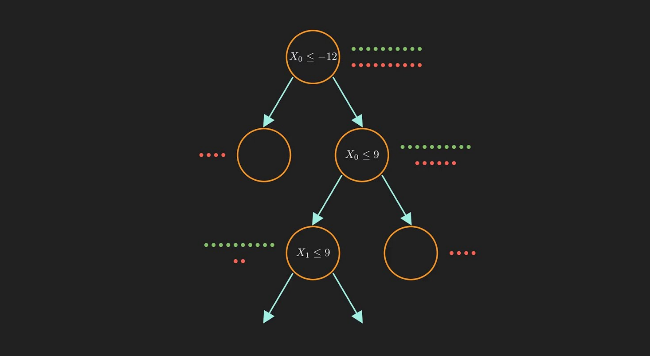 X₀ ≤ −12
X₀ ≤ 9
X₁ ≤ 9